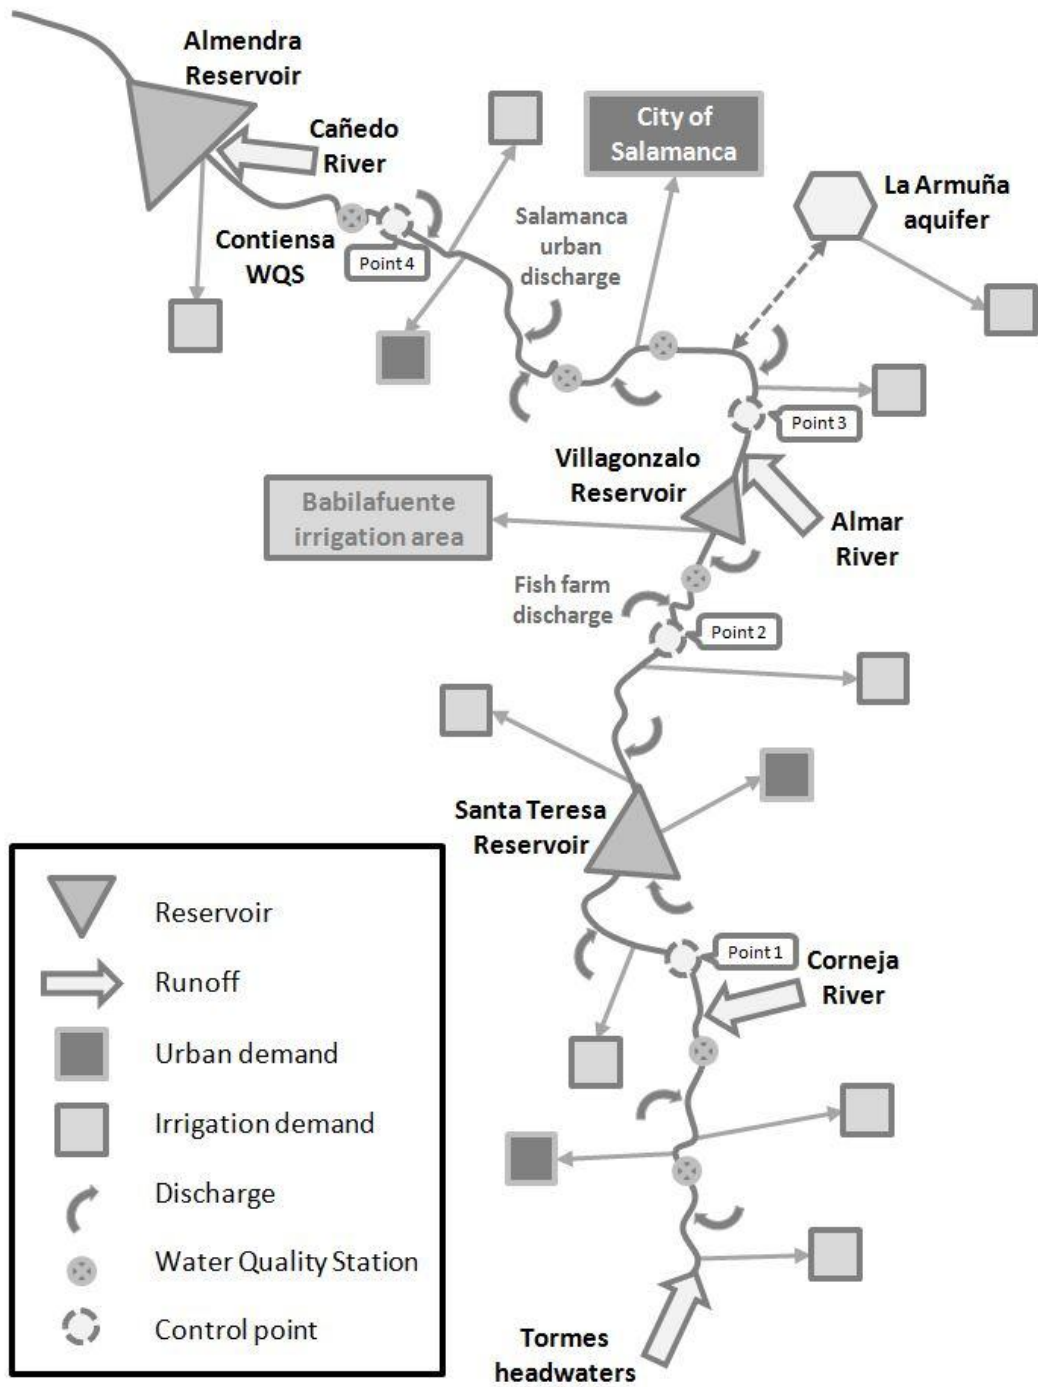 Almendra
Reservoir
Cañedo
River
City of
Salamanca
La Armuña
aquifer
Salamanca
urban
discharge
Contiensa
WQS
Point 4
Point 3
Villagonzalo
Reservoir
Babilafuente
irrigation area
Almar
River
Fish farm
discharge
Point 2
Santa Teresa
Reservoir
Point 1
Corneja
River
Reservoir
Runoff
Urban demand
Irrigation demand
Discharge
Water Quality Station
Control point
Tormes
headwaters